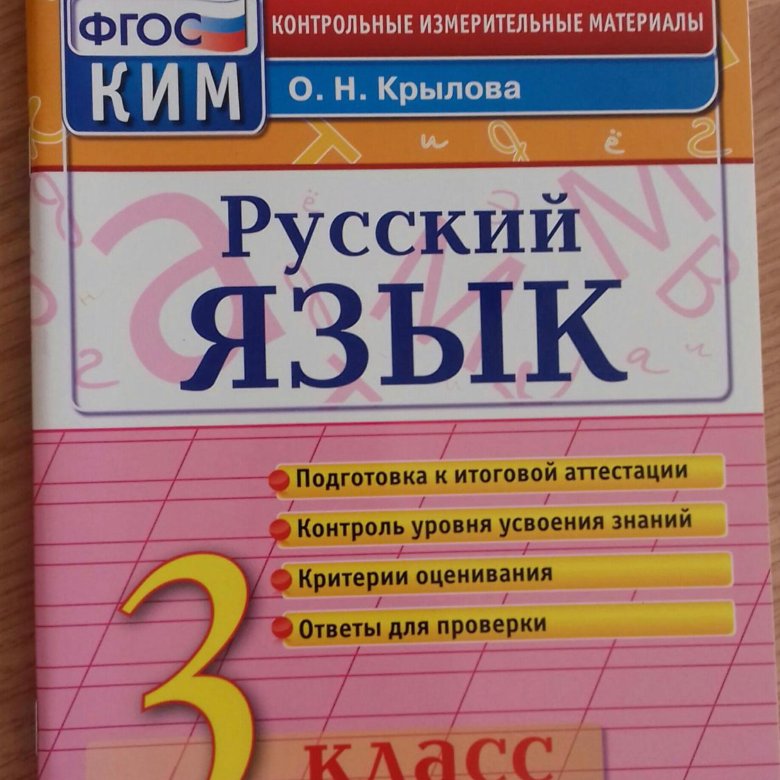 ФГОС
КОНТРОЛЬНЫЕ ИЗМЕРИТЕЛЬНЫЕ МАТЕРИАЛЫ
КИМ
О. Н. Крылова
Русский
ЯЗЫК
Подготовка к итоговой аттестации
Контроль уровня усвоения знаний
Критерии оценивания
Ответы для проверки
3
класс